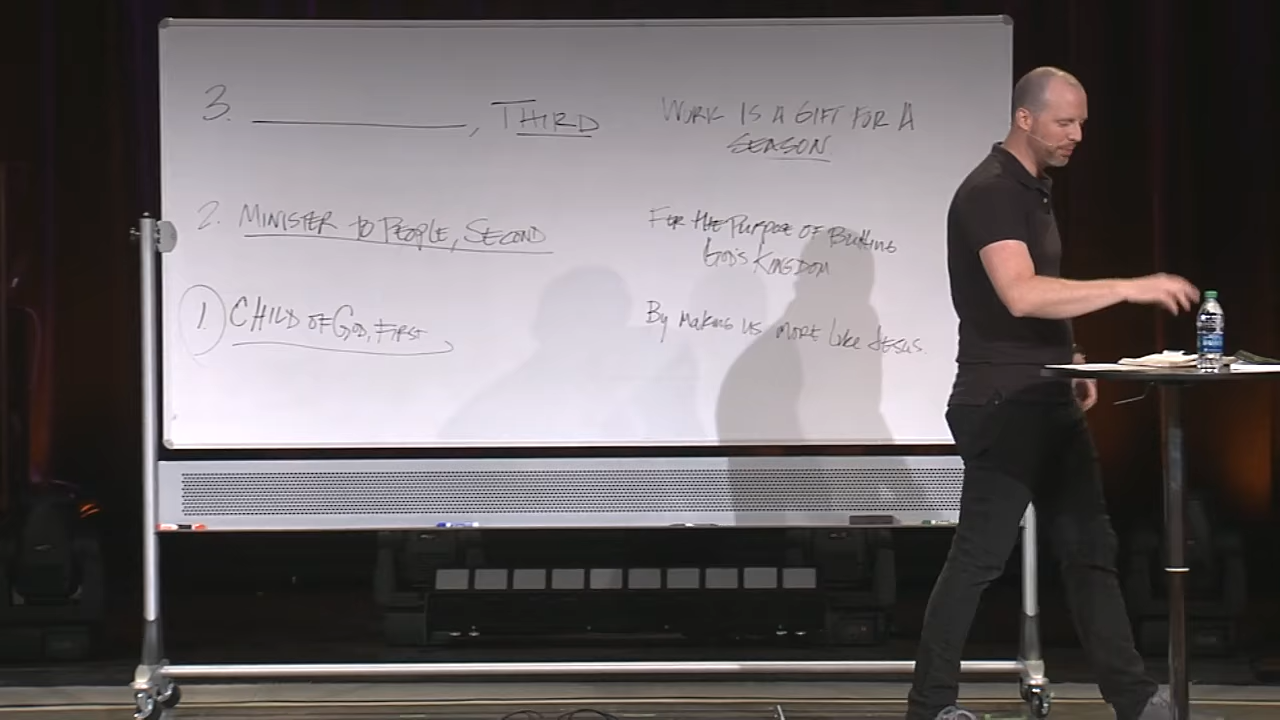 3. ____________, THIRD
WORK IS A GIFT FOR A
SEASON
2. MINISTER to PEOPLE, SECOND
FOR the PURPOSE OF Building
God's KINGDOM
1. CHILD OF GOD, FIRST
By making us more like Jesus.